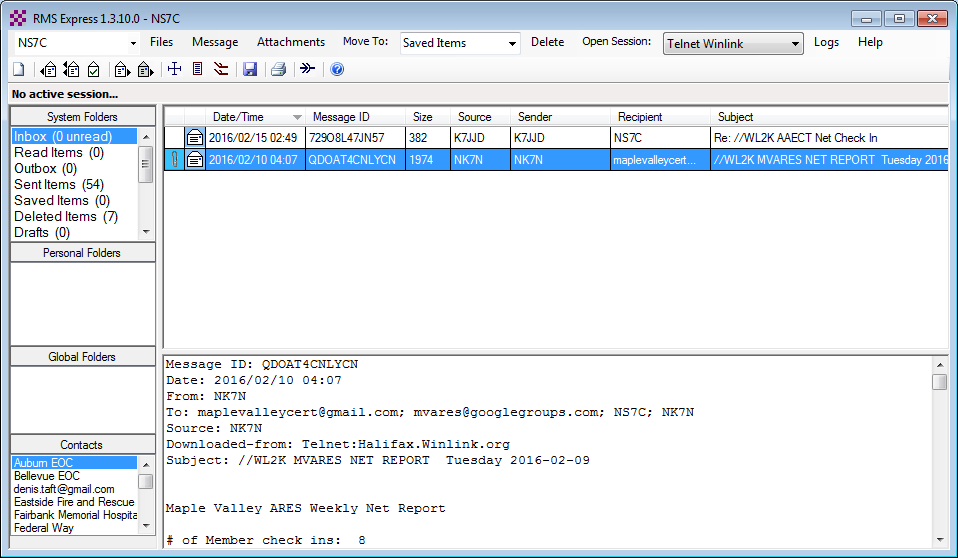 RMS Express 1.3.10.0 - NS7C
NS7C Files Message Attachments Move To: Saved Items Delete Open Session: Telnet Winlink Logs Help
No active session...
System Folders
Inbox (0 unread)
Read Items (0)
Outbox (0)
Sent Items (54)
Saved Items (0)
Deleted Items (7)
Drafts (0)
Personal Folders
Global Folders
Contacts
Auburn EOC
Bellevue EOC
denis.taft@gmail.com
Eastside Fire and Rescue
Fairbank Memorial Hospita
Federal Way
Date/Time Message ID Size Source Sender Recipient Subject
2016/02/15 02:49 729O8L47JN57 382 K7JJD K7JJD NS7C Re: //WL2K AAECT Net Check In
2016/02/10 04:07 QDOAT4CNLYCN 1974 NK7N NK7N maplevalleycert... //WL2K MVARES NET REPORT Tuesday 2016
Message ID: QDOAT4CNLYCN
Date: 2016/02/10 04:07
From: NK7N
To: maplevalleycert@gmail.com; mvares@googlegroups.com; NS7C; NK7N
Source: NK7N
Downloaded-from: Telnet:Halifax.Winlink.org
Subject: //WL2K MVARES NET REPORT Tuesday 2016-02-09
Maple Valley ARES Weekly Net Report
# of Member check ins: 8